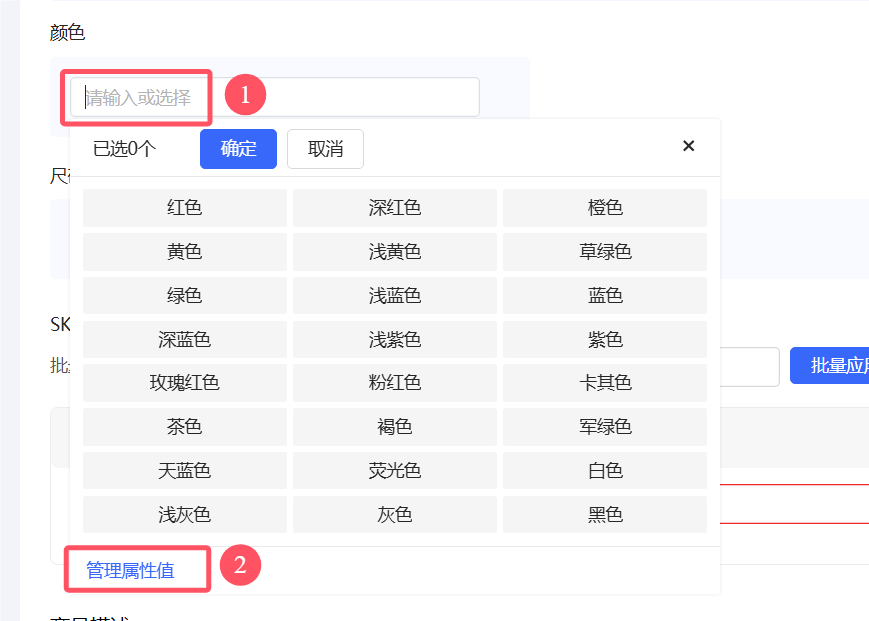 颜色
请输入或选择
1
已选0个
确定
取消
×
尺
红色
深红色
橙色
黄色
浅黄色
草绿色
绿色
浅蓝色
蓝色
SK
深蓝色
浅紫色
紫色
批
批量应
玫瑰红色
粉红色
卡其色
茶色
褐色
军绿色
天蓝色
荧光色
白色
浅灰色
灰色
黑色
管理属性值
2
商品描述